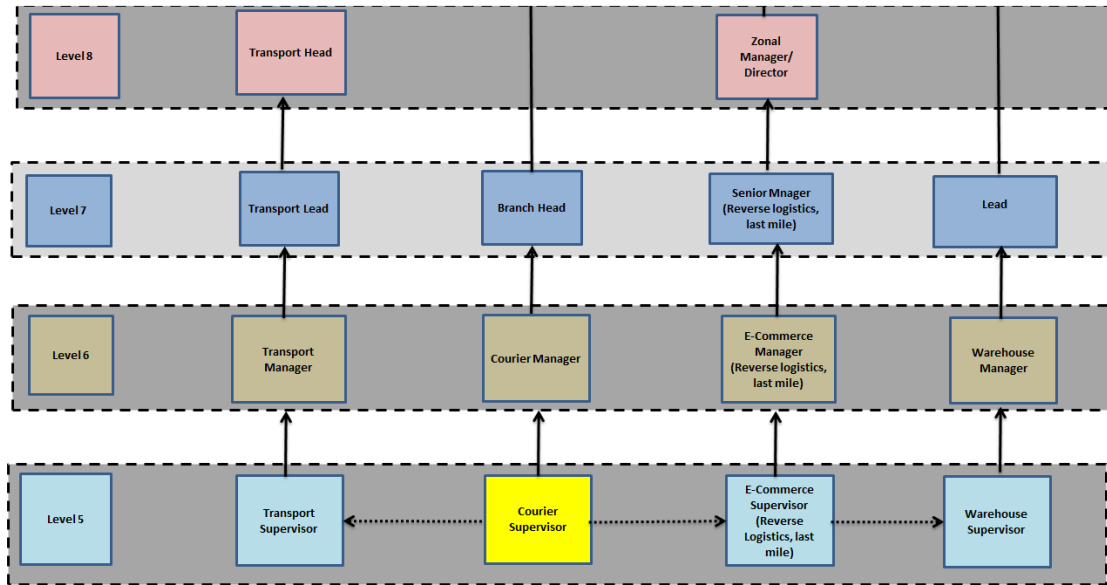 Level 8
Transport Head
Zonal
Manager/
Director
Level 7
Transport Lead
Branch Head
Senior Mnager
(Reverse logistics,
last mile)
Lead
Level 6
Transport
Manager
Courier Manager
E-Commerce
Manager
(Reverse logistics,
last mile)
Warehouse
Manager
Level 5
Transport
Supervisor
Courier
Supervisor
E-Commerce
Supervisor
(Reverse
Logistics, last
mile)
Warehouse
Supervisor